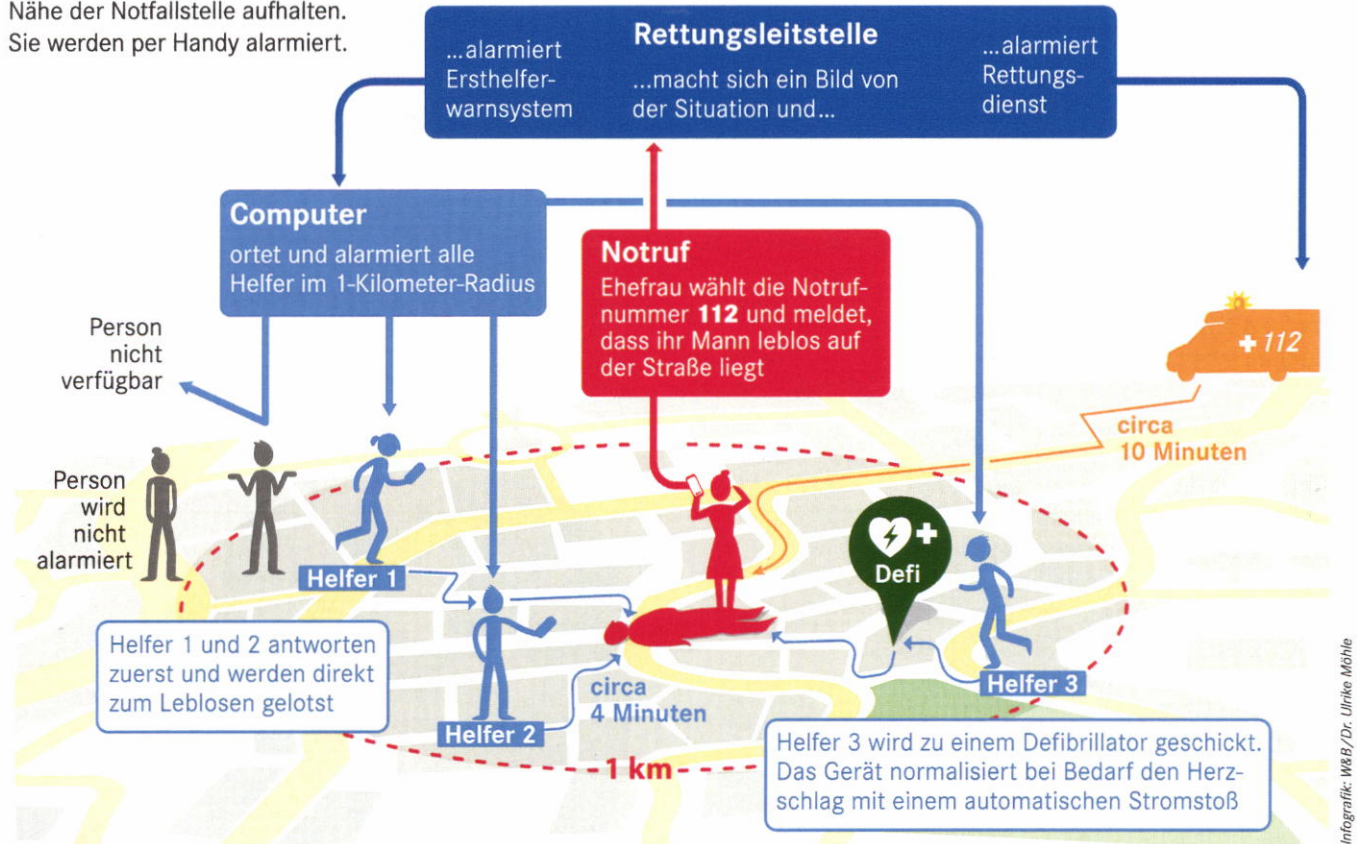 Nähe der Notfallstelle aufhalten.
Sie werden per Handy alarmiert.
Rettungsleitstelle
...alarmiert
Ersthelfer-
warnsystem
...macht sich ein Bild von
der Situation und...
...alarmiert
Rettungs-
dienst
Computer
ortet und alarmiert alle
Helfer im 1-Kilometer-Radius
Notruf
Ehefrau wählt die Notruf-
nummer 112 und meldet,
dass ihr Mann leblos auf
der Straße liegt
Person
nicht
verfügbar
112
circa
10 Minuten
Person
wird
nicht
alarmiert
Defi
Helfer 1
Helfer 1 und 2 antworten
zuerst und werden direkt
zum Leblosen gelotst
Helfer 2
circa
4 Minuten
Helfer 3
1 km
Helfer 3 wird zu einem Defibrillator geschickt.
Das Gerät normalisiert bei Bedarf den Herz-
schlag mit einem automatischen Stromstoß
Infografik: W&B/Dr. Ulrike Möhle